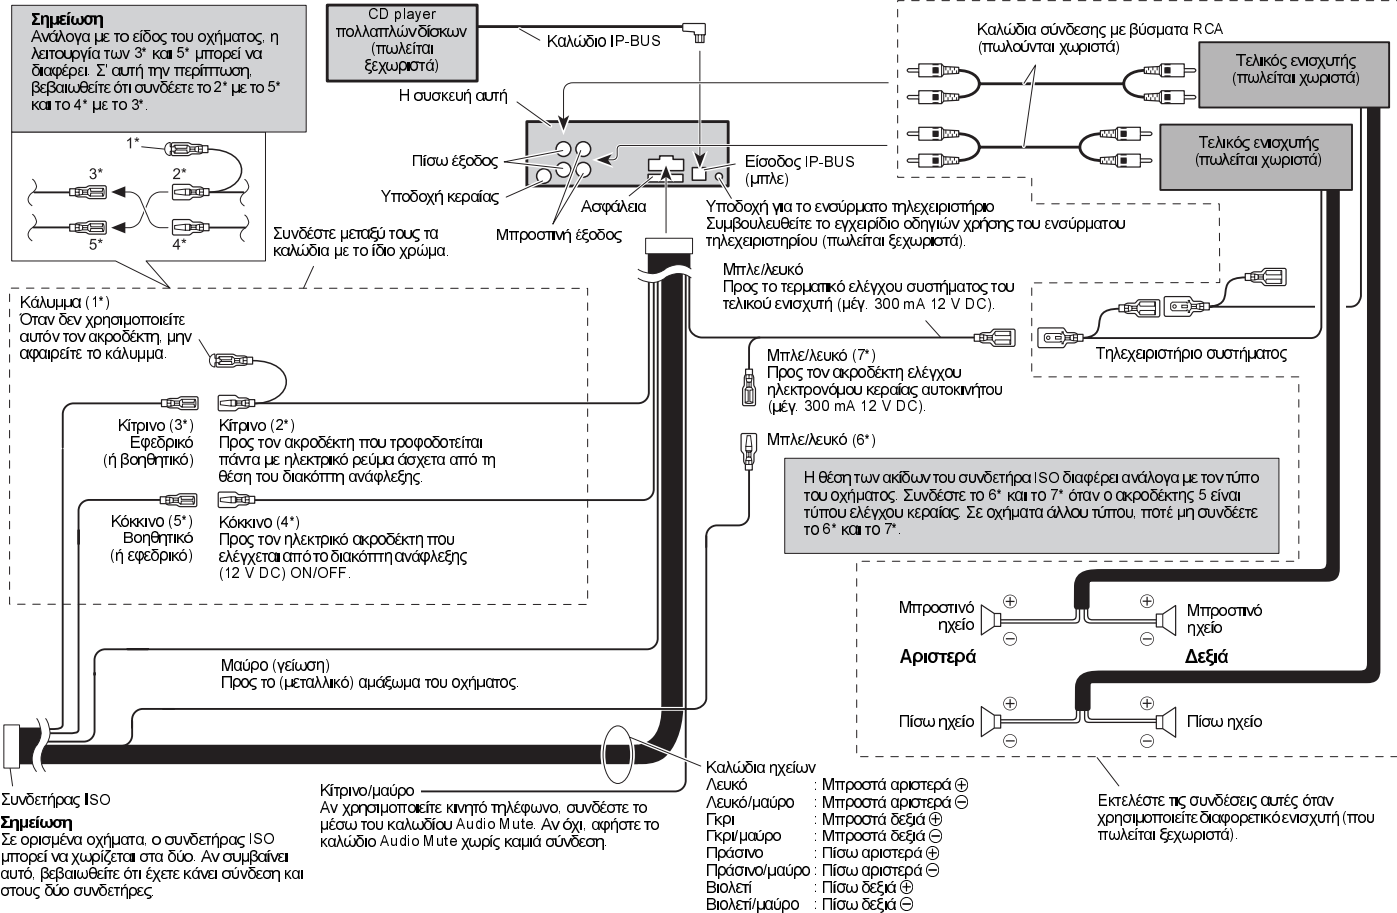 Σημείωση
Ανάλογα με το είδος του οχήματος, η
λειτουργία των 3* και 5* μπορεί να
διαφέρει. Σ' αυτή την περίπτωση,
βεβαιωθείτε ότι συνδέετε το 2* με το 5*
και το 4* με το 3*.
1*
3*
2*
5*
4*
CD player
πολλαπλών δίσκων
(πωλείται
ξεχωριστά)
Καλώδιο IP-BUS
Η συσκευή αυτή
Πίσω έξοδος
Υποδοχή κεραίας
Μπροστινή έξοδος
Ασφάλεια
Είσοδος IP-BUS
(μπλε)
Υποδοχή για το ενσύρματο τηλεχειριστήριο
Συμβουλευθείτε το εγχειρίδιο οδηγιών χρήσης του ενσύρματου
τηλεχειριστηρίου (πωλείται ξεχωριστά).
Καλώδια σύνδεσης με βύσματα RCA
(πωλούνται χωριστά)
Τελικός ενισχυτής
(πωλείται χωριστά)
Τελικός ενισχυτής
(πωλείται χωριστά)
Συνδέστε μεταξύ τους τα
καλώδια με το ίδιο χρώμα.
Κάλυμμα (1*)
Όταν δεν χρησιμοποιείτε
αυτόν τον ακροδέκτη, μην
αφαιρείτε το κάλυμμα.
Κίτρινο (3*)
Εφεδρικό
(ή βοηθητικό)
Κίτρινο (2*)
Προς τον ακροδέκτη που τροφοδοτείται
πάντα με ηλεκτρικό ρεύμα άσχετα από τη
θέση του διακόπτη ανάφλεξης.
Κόκκινο (5*)
Βοηθητικό
(ή εφεδρικό)
Κόκκινο (4*)
Προς τον ηλεκτρικό ακροδέκτη που
ελέγχεται από το διακόπτη ανάφλεξης
(12 V DC) ON/OFF.
Μπλε/λευκό
Προς το τερματικό ελέγχου συστήματος του
τελικού ενισχυτή (μέγ. 300 mA 12 V DC).
Μπλε/λευκό (7*)
Προς τον ακροδέκτη ελέγχου
ηλεκτρονόμου κεραίας αυτοκινήτου
(μέγ. 300 mA 12 V DC).
Τηλεχειριστήριο συστήματος
Μπλε/λευκό (6*)
Η θέση των ακίδων του συνδετήρα ISO διαφέρει ανάλογα με τον τύπο
του οχήματος. Συνδέστε το 6* και το 7* όταν ο ακροδέκτης 5 είναι
τύπου ελέγχου κεραίας. Σε οχήματα άλλου τύπου, ποτέ μη συνδέετε
το 6* και το 7*.
Μπροστινό
ηχείο
⊕
⊖
⊕
⊖
Μπροστινό
ηχείο
Αριστερά
Δεξιά
Πίσω ηχείο
⊕
⊖
⊕
⊖
Πίσω ηχείο
Μαύρο (γείωση)
Προς το (μεταλλικό) αμάξωμα του οχήματος.
Συνδετήρας ISO
Σημείωση
Σε ορισμένα οχήματα, ο συνδετήρας ISO
μπορεί να χωρίζεται στα δύο. Αν συμβαίνει
αυτό, βεβαιωθείτε ότι έχετε κάνει σύνδεση και
στους δύο συνδετήρες.
Κίτρινο/μαύρο
Αν χρησιμοποιείτε κινητό τηλέφωνο, συνδέστε το
μέσω του καλωδίου Audio Mute. Αν όχι, αφήστε το
καλώδιο Audio Mute χωρίς καμιά σύνδεση.
Καλώδια ηχείων
Λευκό : Μπροστά αριστερά ⊕
Λευκό/μαύρο : Μπροστά αριστερά ⊖
Γκρι : Μπροστά δεξιά ⊕
Γκρι/μαύρο : Μπροστά δεξιά ⊖
Πράσινο : Πίσω αριστερά ⊕
Πράσινο/μαύρο : Πίσω αριστερά ⊖
Βιολετί : Πίσω δεξιά ⊕
Βιολετί/μαύρο : Πίσω δεξιά ⊖
Εκτελέστε τις συνδέσεις αυτές όταν
χρησιμοποιείτε διαφορετικό ενισχυτή (που
πωλείται ξεχωριστά).